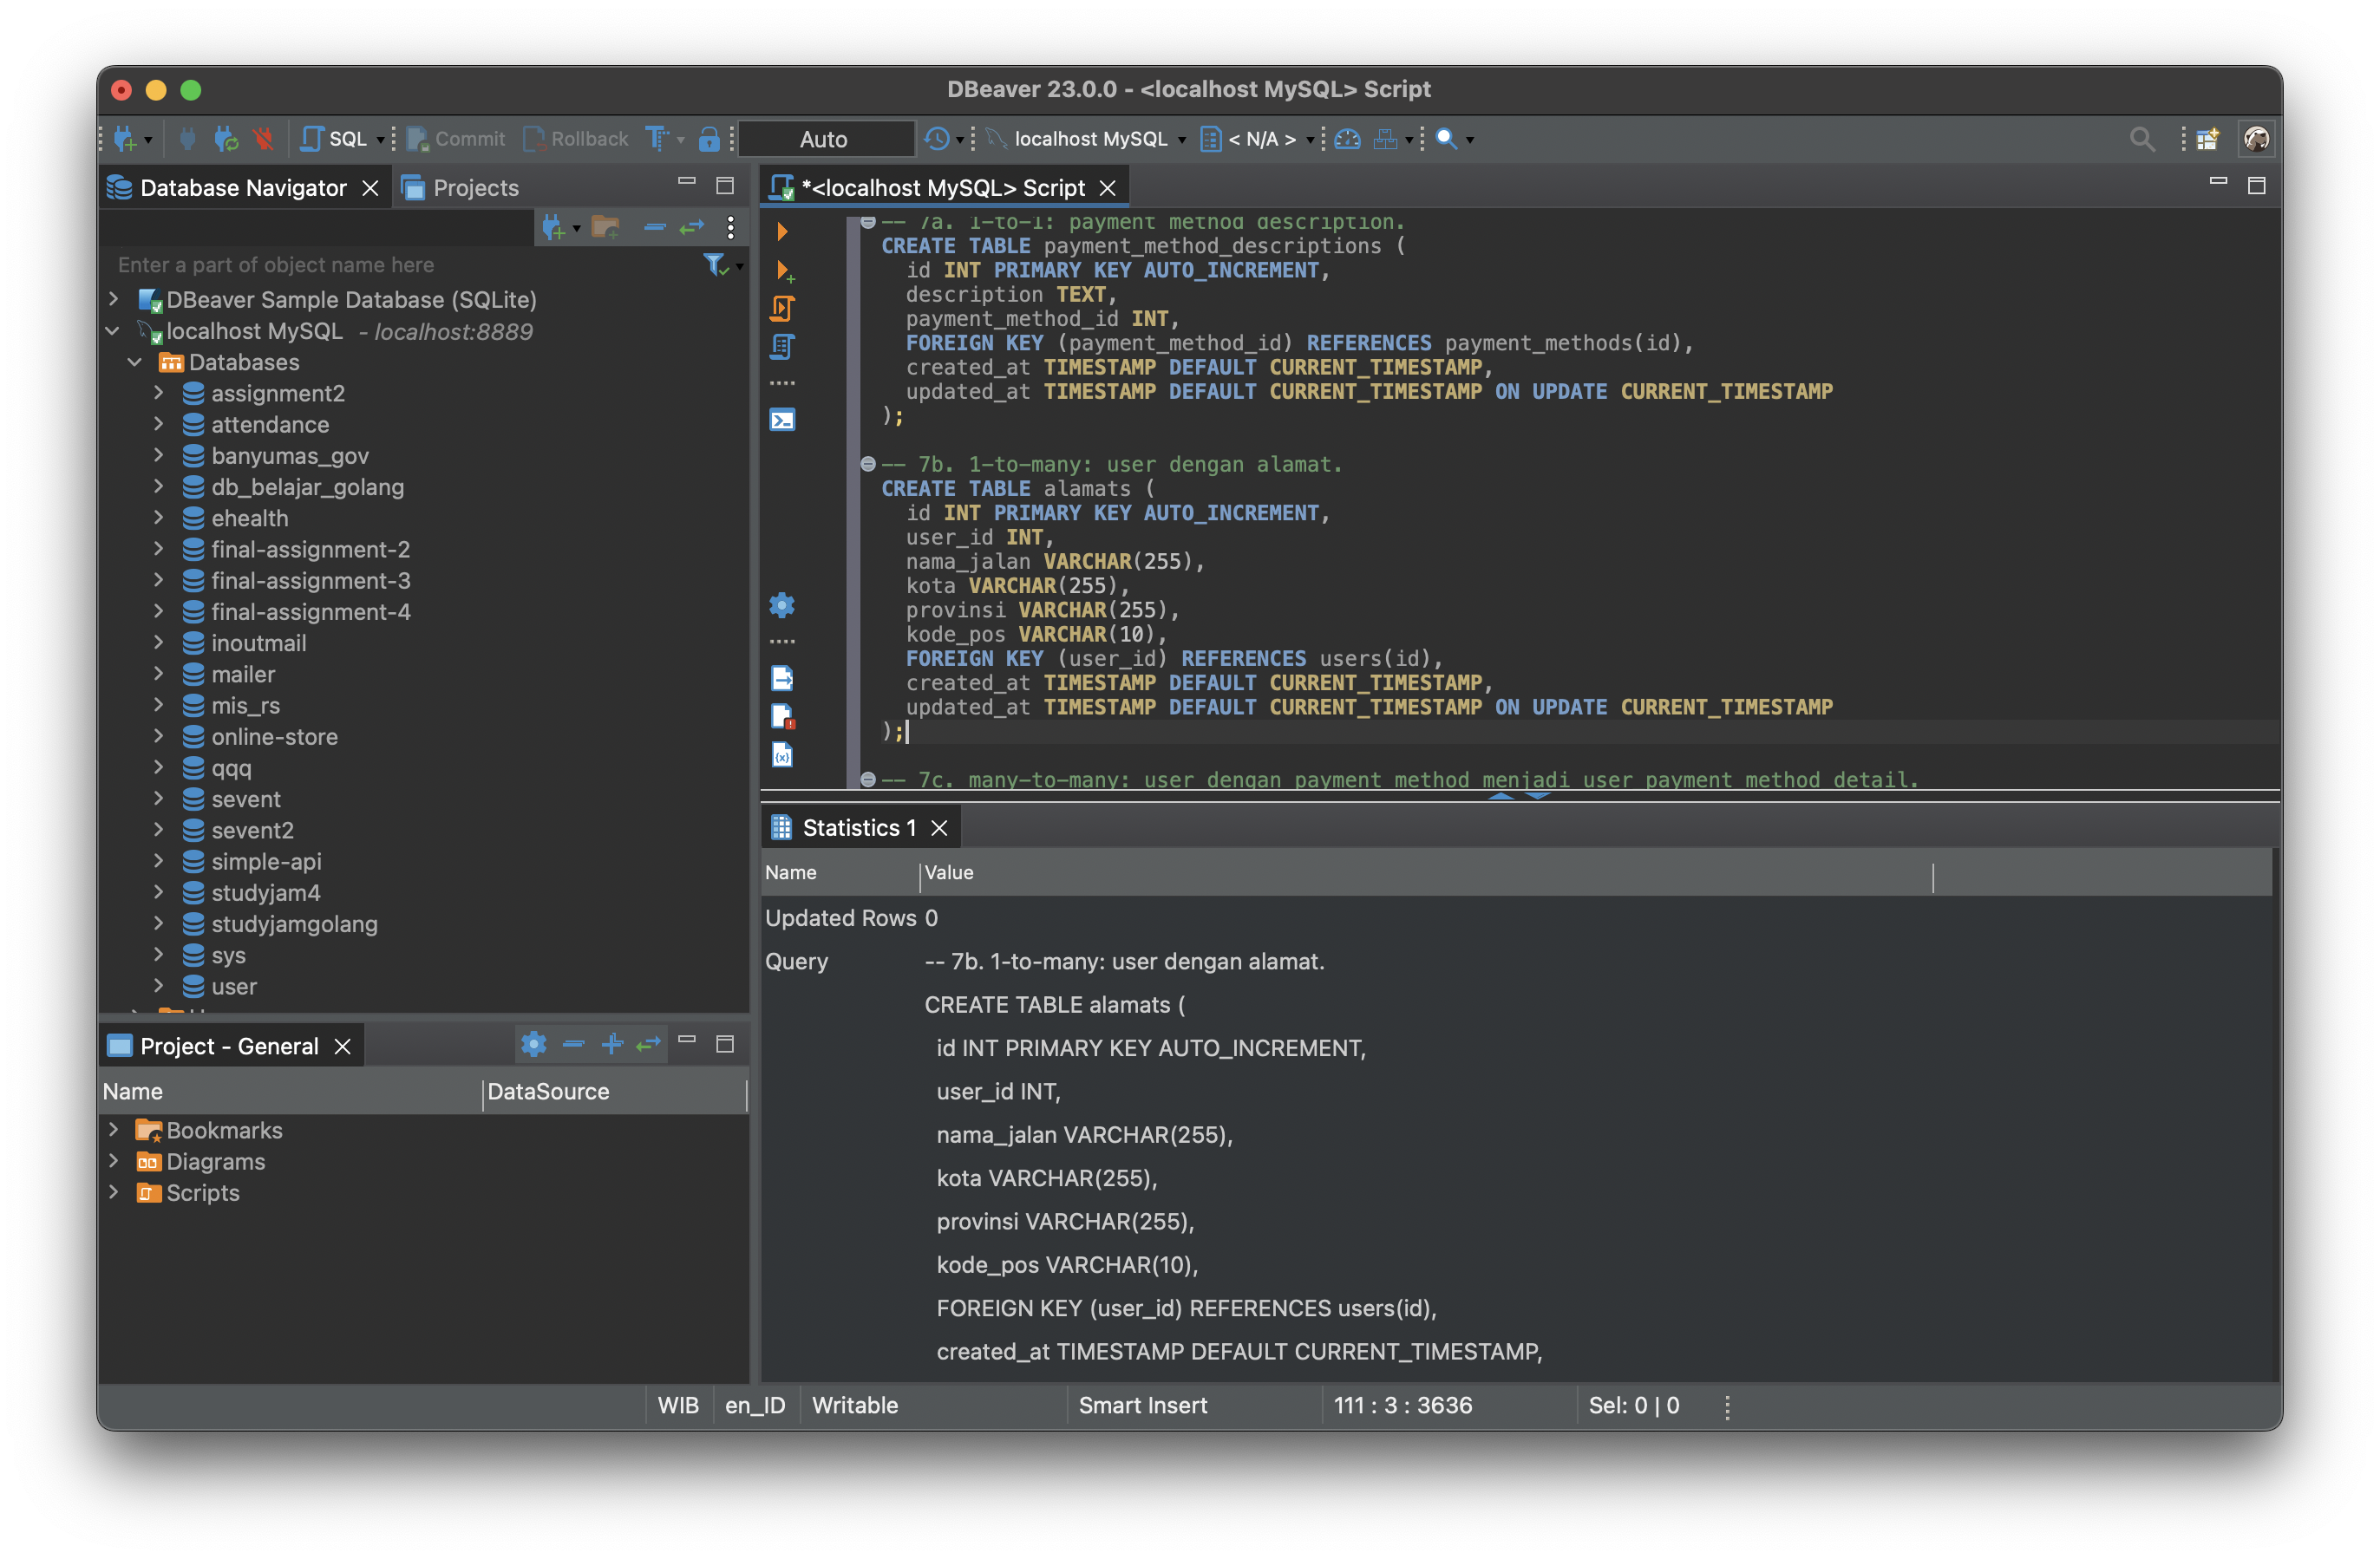 DBeaver 23.0.0 - <localhost MySQL> Script
SQL
Commit
Rollback
Auto
localhost MySQL
< N/A >
Database Navigator
Projects
Enter a part of object name here
DBeaver Sample Database (SQLite)
localhost MySQL - localhost:8889
Databases
assignment2
attendance
banyumas_gov
db_belajar_golang
ehealth
final-assignment-2
final-assignment-3
final-assignment-4
inoutmail
mailer
mis_rs
online-store
qqq
sevent
sevent2
simple-api
studyjam4
studyjamgolang
sys
user
Project - General
Name DataSource
Bookmarks
Diagrams
Scripts
*<localhost MySQL> Script
-- 7a. 1-to-1: payment method description.
CREATE TABLE payment_method_descriptions (
id INT PRIMARY KEY AUTO_INCREMENT,
description TEXT,
payment_method_id INT,
FOREIGN KEY (payment_method_id) REFERENCES payment_methods(id),
created_at TIMESTAMP DEFAULT CURRENT_TIMESTAMP,
updated_at TIMESTAMP DEFAULT CURRENT_TIMESTAMP ON UPDATE CURRENT_TIMESTAMP
);
-- 7b. 1-to-many: user dengan alamat.
CREATE TABLE alamats (
id INT PRIMARY KEY AUTO_INCREMENT,
user_id INT,
nama_jalan VARCHAR(255),
kota VARCHAR(255),
provinsi VARCHAR(255),
kode_pos VARCHAR(10),
FOREIGN KEY (user_id) REFERENCES users(id),
created_at TIMESTAMP DEFAULT CURRENT_TIMESTAMP,
updated_at TIMESTAMP DEFAULT CURRENT_TIMESTAMP ON UPDATE CURRENT_TIMESTAMP
);
-- 7c. many-to-many: user dengan payment method menjadi user payment method detail.
Statistics 1
Name Value
Updated Rows 0
Query -- 7b. 1-to-many: user dengan alamat.
CREATE TABLE alamats (
id INT PRIMARY KEY AUTO_INCREMENT,
user_id INT,
nama_jalan VARCHAR(255),
kota VARCHAR(255),
provinsi VARCHAR(255),
kode_pos VARCHAR(10),
FOREIGN KEY (user_id) REFERENCES users(id),
created_at TIMESTAMP DEFAULT CURRENT_TIMESTAMP,
WIB
en_ID
Writable
Smart Insert
111 : 3 : 3636
Sel: 0 | 0